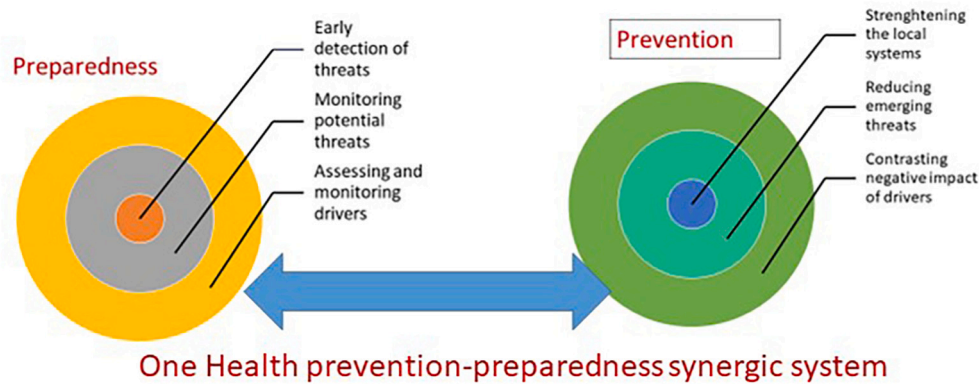 Preparedness
Early
detection of
threats
Monitoring
potential
threats
Assessing and
monitoring
drivers
Prevention
Strenghtening
the local
systems
Reducing
emerging
threats
Contrasting
negative impact
of drivers
One Health prevention-preparedness synergic system